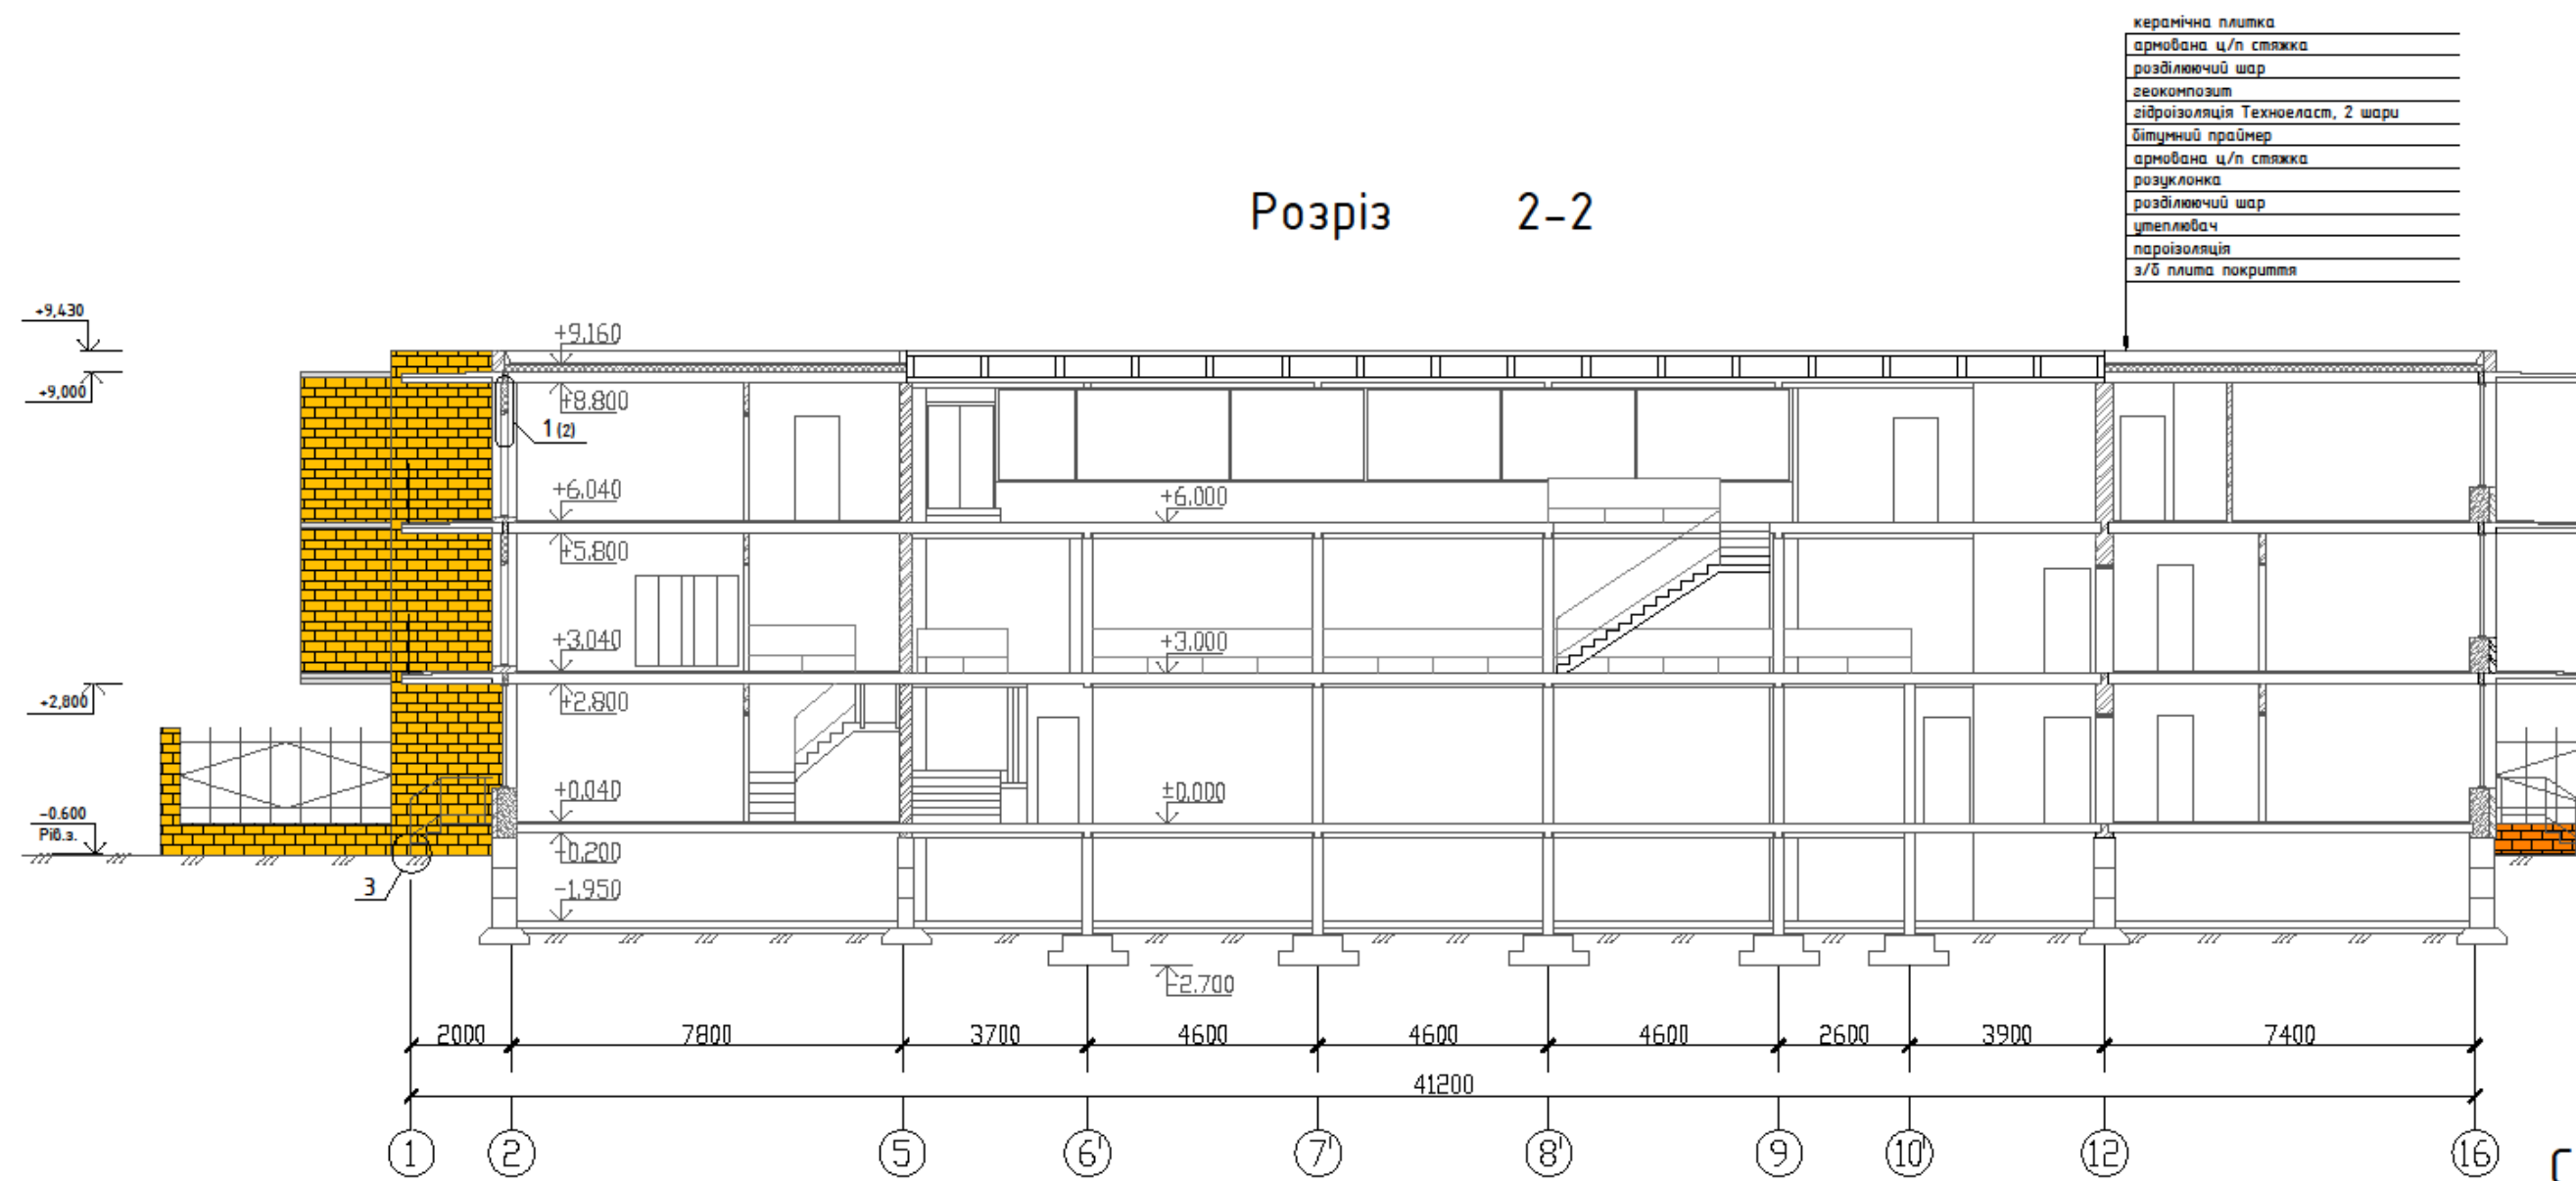 керамічна плитка
армована ц/п стяжка
розділюючий шар
геокомпозит
гідроізоляція Техноеласт, 2 шари
бітумний праймер
армована ц/п стяжка
розуклонка
розділюючий шар
утеплювач
пароізоляція
з/б плита покриття
Розріз 2-2
+9,430
+9.160
+9,000
+8.800
1 (2)
+6.040
+6.000
+5.800
+3.040
+3.000
+2,800
+2.800
+0.040
±0.000
-0.600
Рів.з.
-0.200
3
-1.950
-2.700
2000 7800 3700 4600 4600 4600 2600 3900 7400
41200
1 2 5 6' 7' 8' 9 10' 12 16